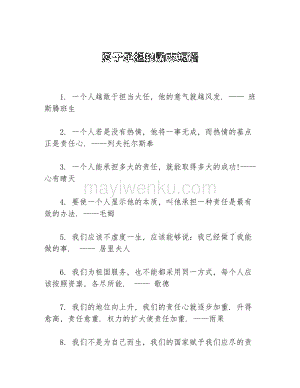 1. 一个人越敢于担当大任，他的意气就越风发. —— 班
斯腾班生
2. 一个人若是没有热情，他将一事无成，而热情的基点
正是责任心. ——列夫托尔斯泰
3. 一个人能承担多大的责任，就能取得多大的成功!——
心有晴天
mayiwenku.com
4. 要使一个人显示他的本质，叫他承担一种责任是最有
效的办法. ——毛姆
5. 我们应该不虚度一生，应该能够说：我已经做了我能
做的事. —— 居里夫人
6. 我们为祖国服务，也不能都采用同一方式，每个人应
该按照资禀，各尽所能. —— 歌德
7. 我们的地位向上升，我们的责任心就逐步加重. 升得
愈高，责任愈重. 权力的扩大使责任加重. ——雨果
8. 我们不是为自己而生，我们的国家赋予我们应尽的责